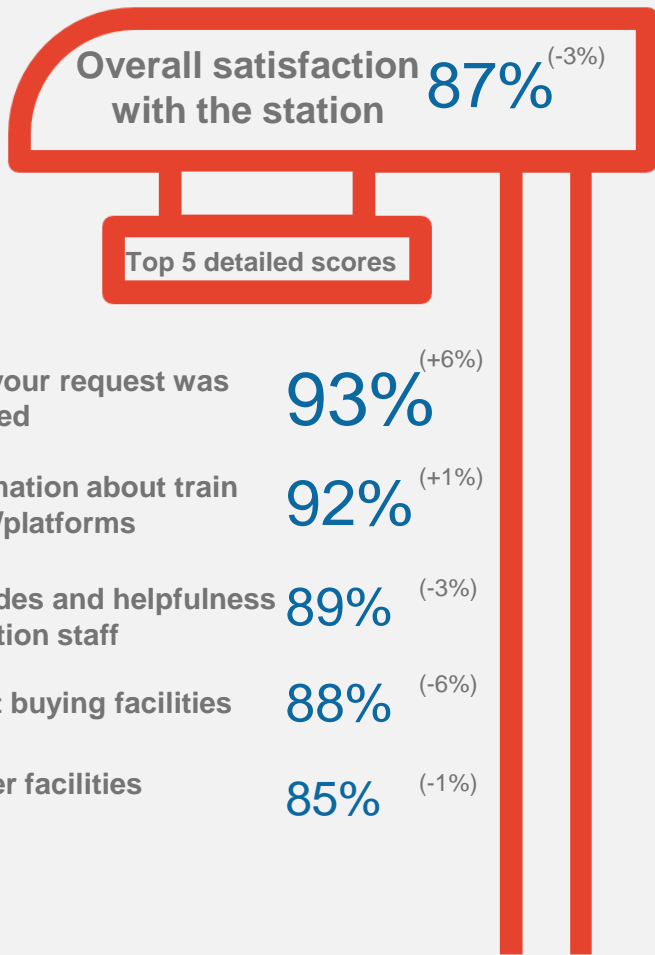 Overall satisfaction 87% (-3%)
with the station
Top 5 detailed scores
your request was 93% (+6%)
ed
mation about train 92% (+1%)
/platforms
des and helpfulness 89% (-3%)
tion staff
t buying facilities 88% (-6%)
er facilities 85% (-1%)